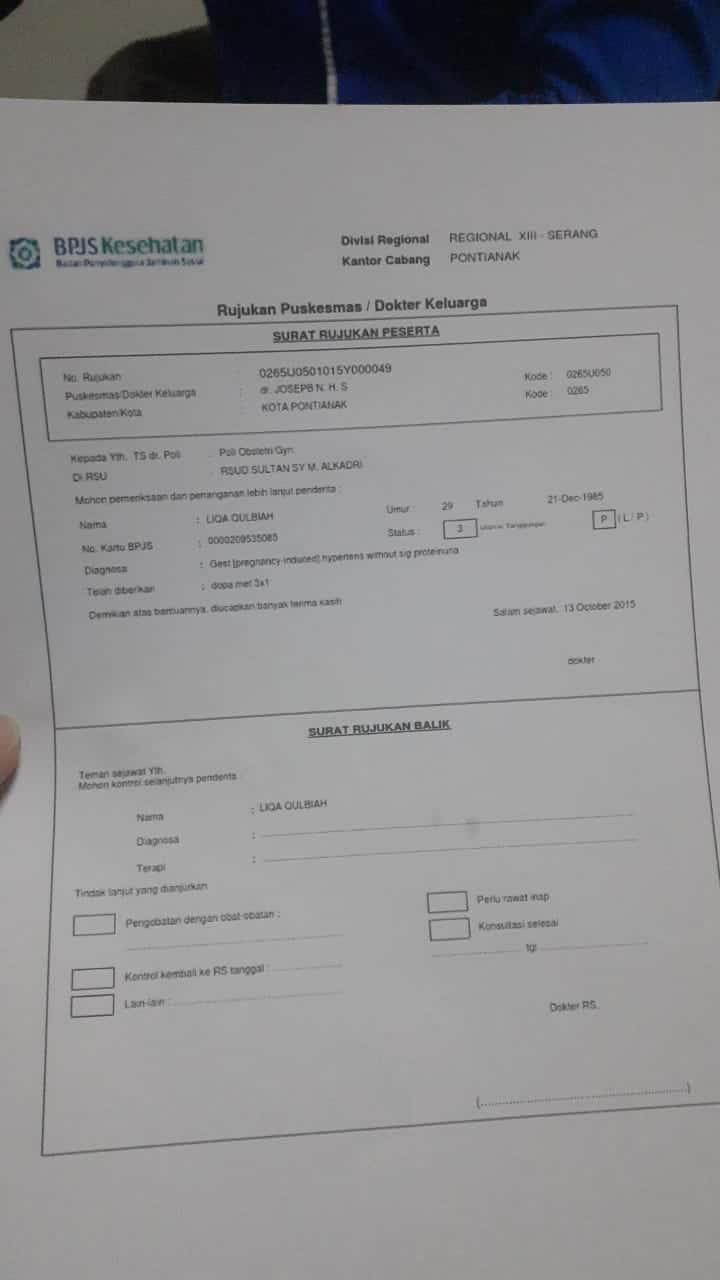 BPJS Kesehatan
Badan Penyelenggara Jaminan Sosial
Divisi Regional REGIONAL XIII - SERANG
Kantor Cabang PONTIANAK
Rujukan Puskesmas / Dokter Keluarga
SURAT RUJUKAN PESERTA
No. Rujukan : 0265U0501015Y000049
Puskesmas/Dokter Keluarga : dr. JOSEPB N. H. S Kode : 0265U050
Kabupaten/Kota : KOTA PONTIANAK Kode : 0265
Kepada Yth. TS dr. Poli : Poli Obstetri Gyn.
Di RSU : RSUD SULTAN SY M. ALKADRI
Mohon pemeriksaan dan penanganan lebih lanjut penderita :
Nama : LIQA QULBIAH Umur : 29 Tahun 21-Dec-1985
No. Kartu BPJS : 0000209535085 Status : 3 Utama/ Tanggungan P ( L / P )
Diagnosa : Gest [pregnancy-induced] hypertens without sig proteinuria
Telah diberikan : dopa met 3x1
Demikian atas bantuannya, diucapkan banyak terima kasih
Salam sejawat, 13 October 2015
dokter
SURAT RUJUKAN BALIK
Teman sejawat Yth.
Mohon kontrol selanjutnya penderita :
Nama : LIQA QULBIAH
Diagnosa :
Terapi :
Tindak lanjut yang dianjurkan
Pengobatan dengan obat-obatan : Perlu rawat inap
Konsultasi selesai
Kontrol kembali ke RS tanggal : tgl
Lain-lain :
Dokter RS,
(........................................................)